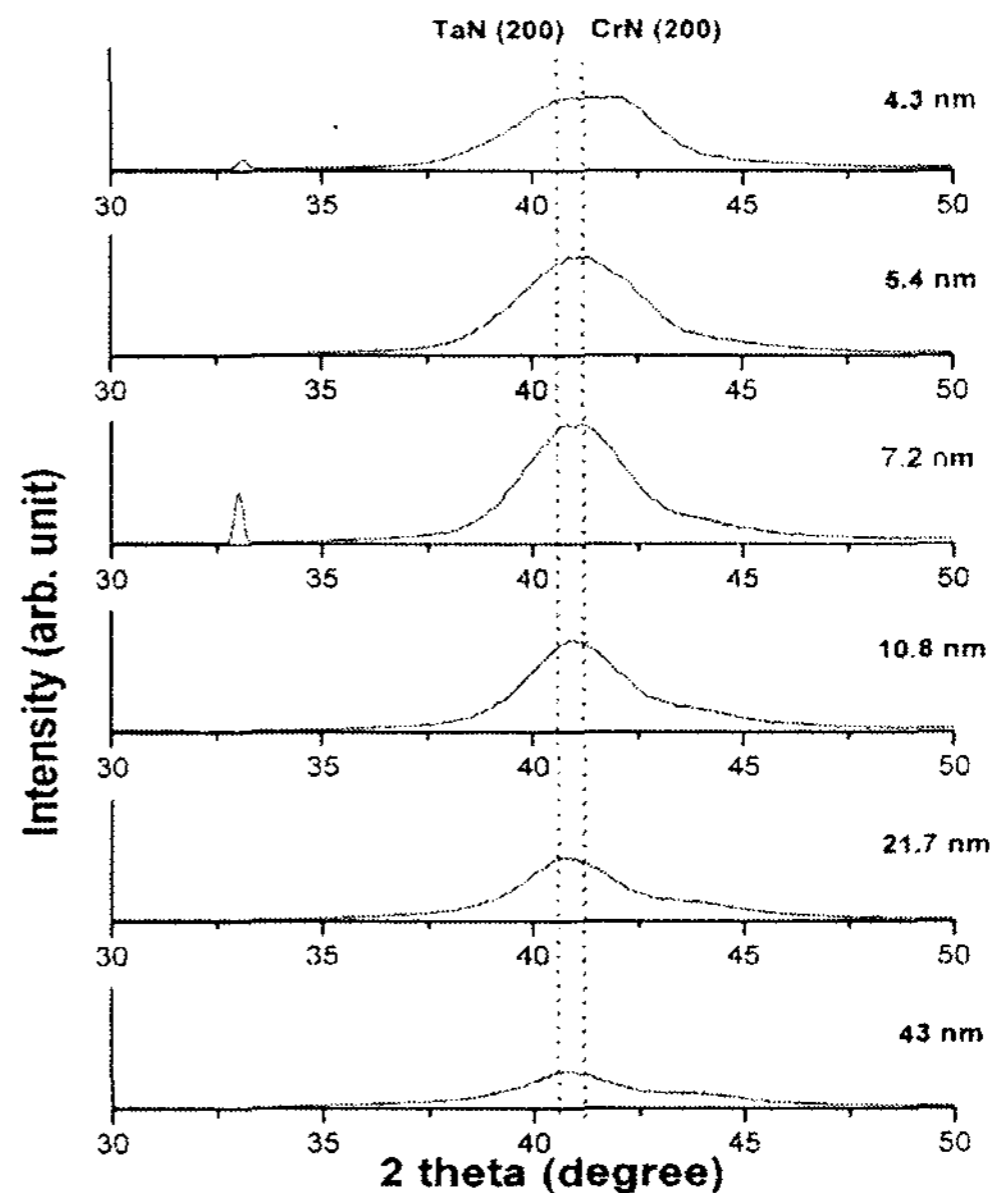 TaN (200) CrN (200)
4.3 nm
30 35 40 45 50
5.4 nm
30 35 40 45 50
7.2 nm
30 35 40 45 50
10.8 nm
30 35 40 45 50
21.7 nm
30 35 40 45 50
43 nm
30 35 40 45 50
Intensity (arb. unit)
2 theta (degree)